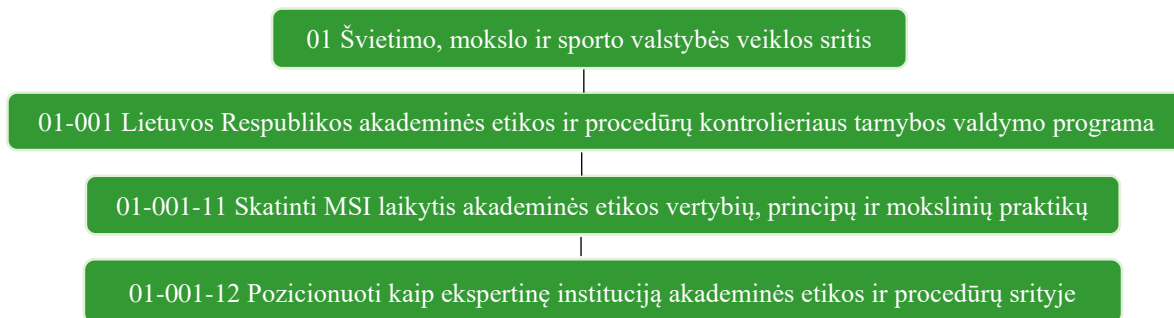 01 Švietimo, mokslo ir sporto valstybės veiklos sritis
01-001 Lietuvos Respublikos akademinės etikos ir procedūrų kontrolieriaus tarnybos valdymo programa
01-001-11 Skatinti MSI laikytis akademinės etikos vertybių, principų ir mokslinių praktikų
01-001-12 Pozicionuoti kaip ekspertinę instituciją akademinės etikos ir procedūrų srityje